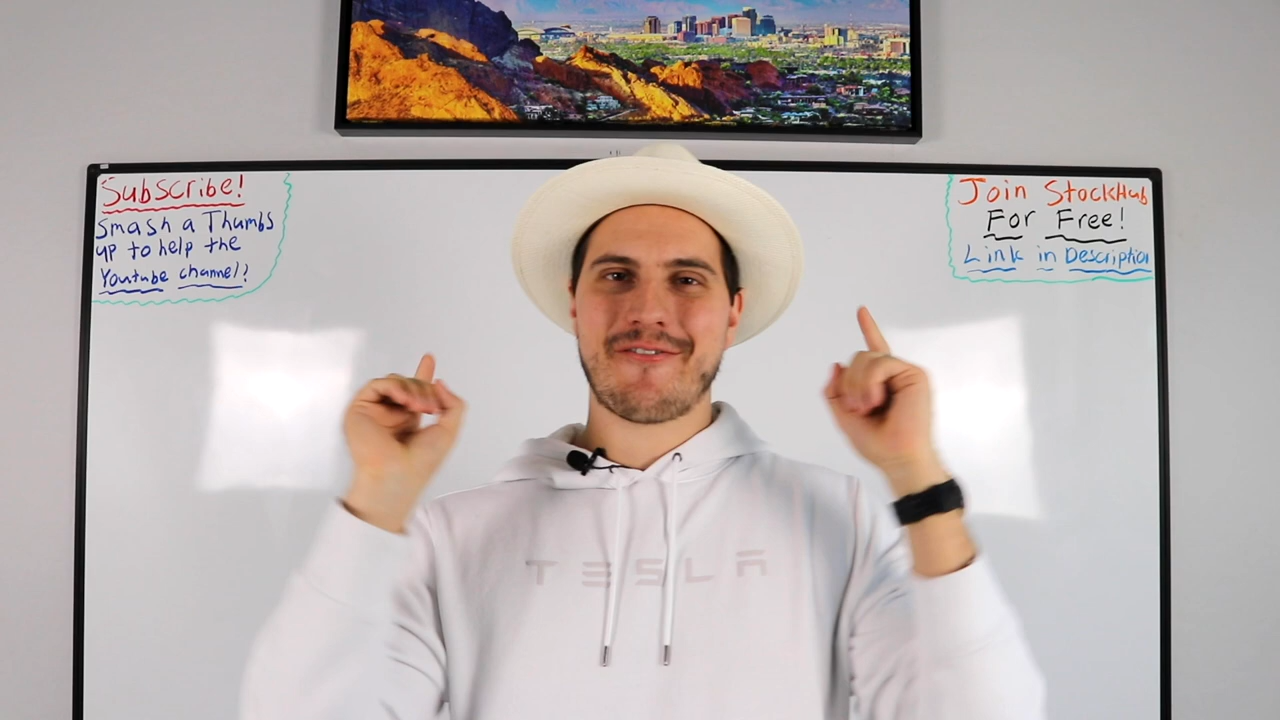 Subscribe!
Smash a Thumbs
up to help the
Youtube channel?
Join StockHub
For Free!
Link in Description
TESLA